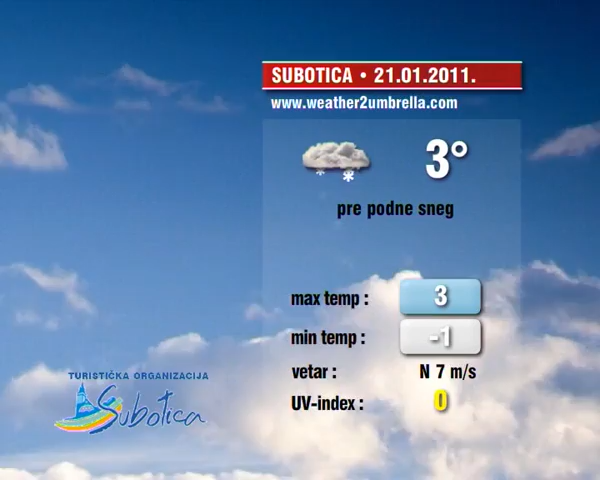 SUBOTICA • 21.01.2011.
www.weather2umbrella.com
3°
pre podne sneg
max temp : 3
min temp : -1
vetar : N 7 m/s
UV-index : 0
TURISTIČKA ORGANIZACIJA
Subotica